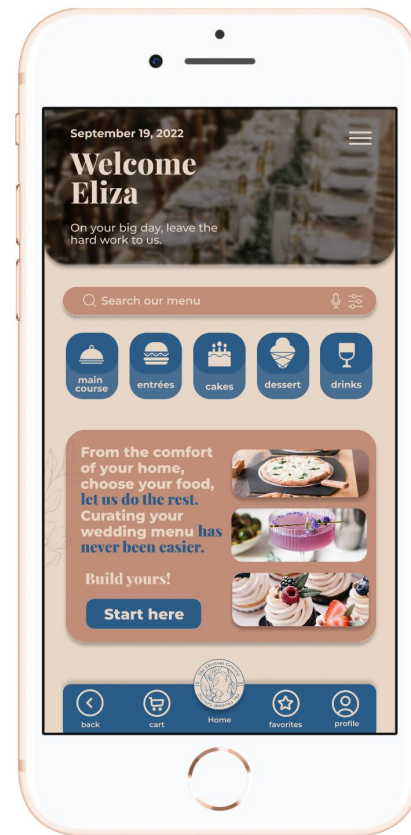 September 19, 2022
Welcome
Eliza
On your big day, leave the
hard work to us.
Search our menu
main
course
entrées
cakes
dessert
drinks
From the comfort
of your home,
choose your food,
let us do the rest.
Curating your
wedding menu has
never been easier.
Build yours!
Start here
back
cart
Home
favorites
profile